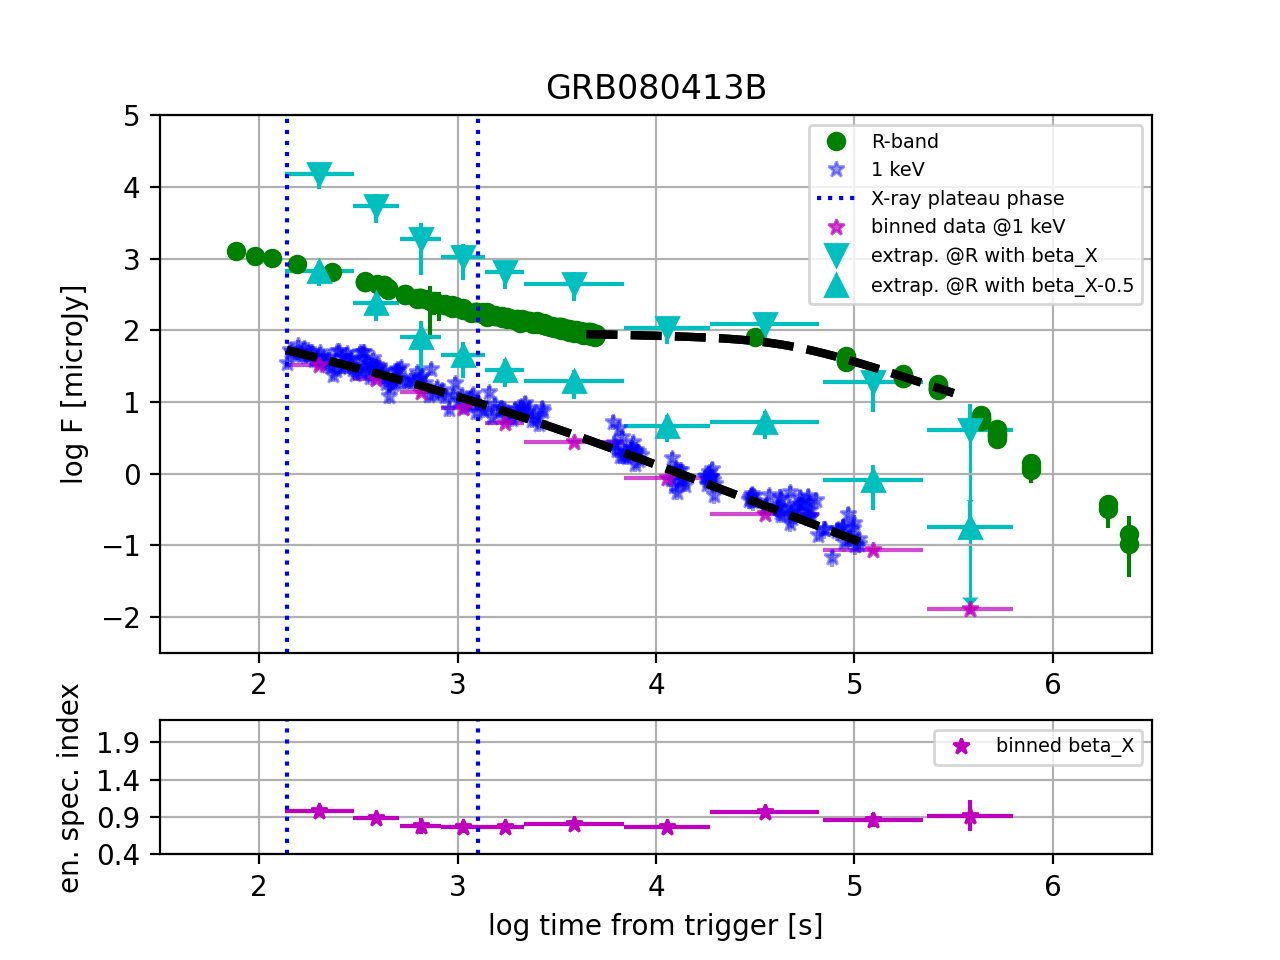 GRB080413B
5
4
3
2
1
0
−1
−2
log F [microJy]
R-band
1 keV
X-ray plateau phase
binned data @1 keV
extrap. @R with beta_X
extrap. @R with beta_X-0.5
2 3 4 5 6
1.9
1.4
0.9
0.4
en. spec. index
binned beta_X
2 3 4 5 6
log time from trigger [s]